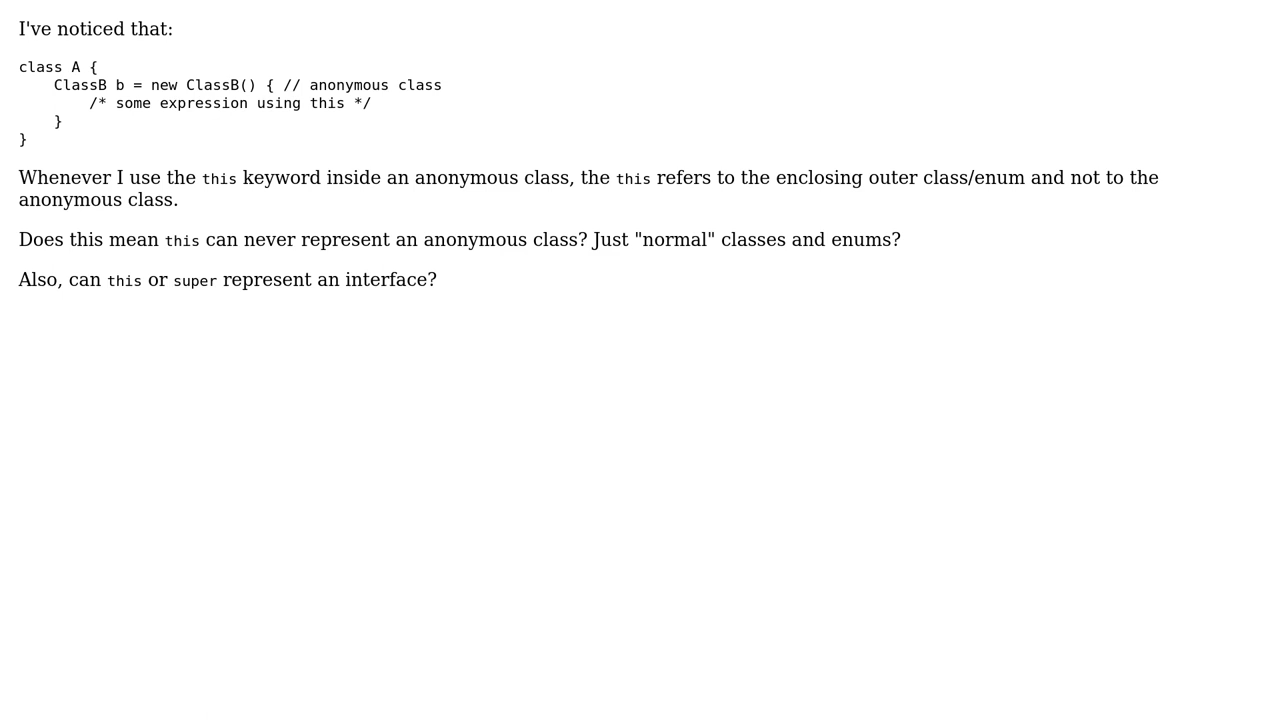 I've noticed that:
class A {
    ClassB b = new ClassB() { // anonymous class
        /* some expression using this */
    }
}
Whenever I use the this keyword inside an anonymous class, the this refers to the enclosing outer class/enum and not to the
anonymous class.
Does this mean this can never represent an anonymous class? Just "normal" classes and enums?
Also, can this or super represent an interface?